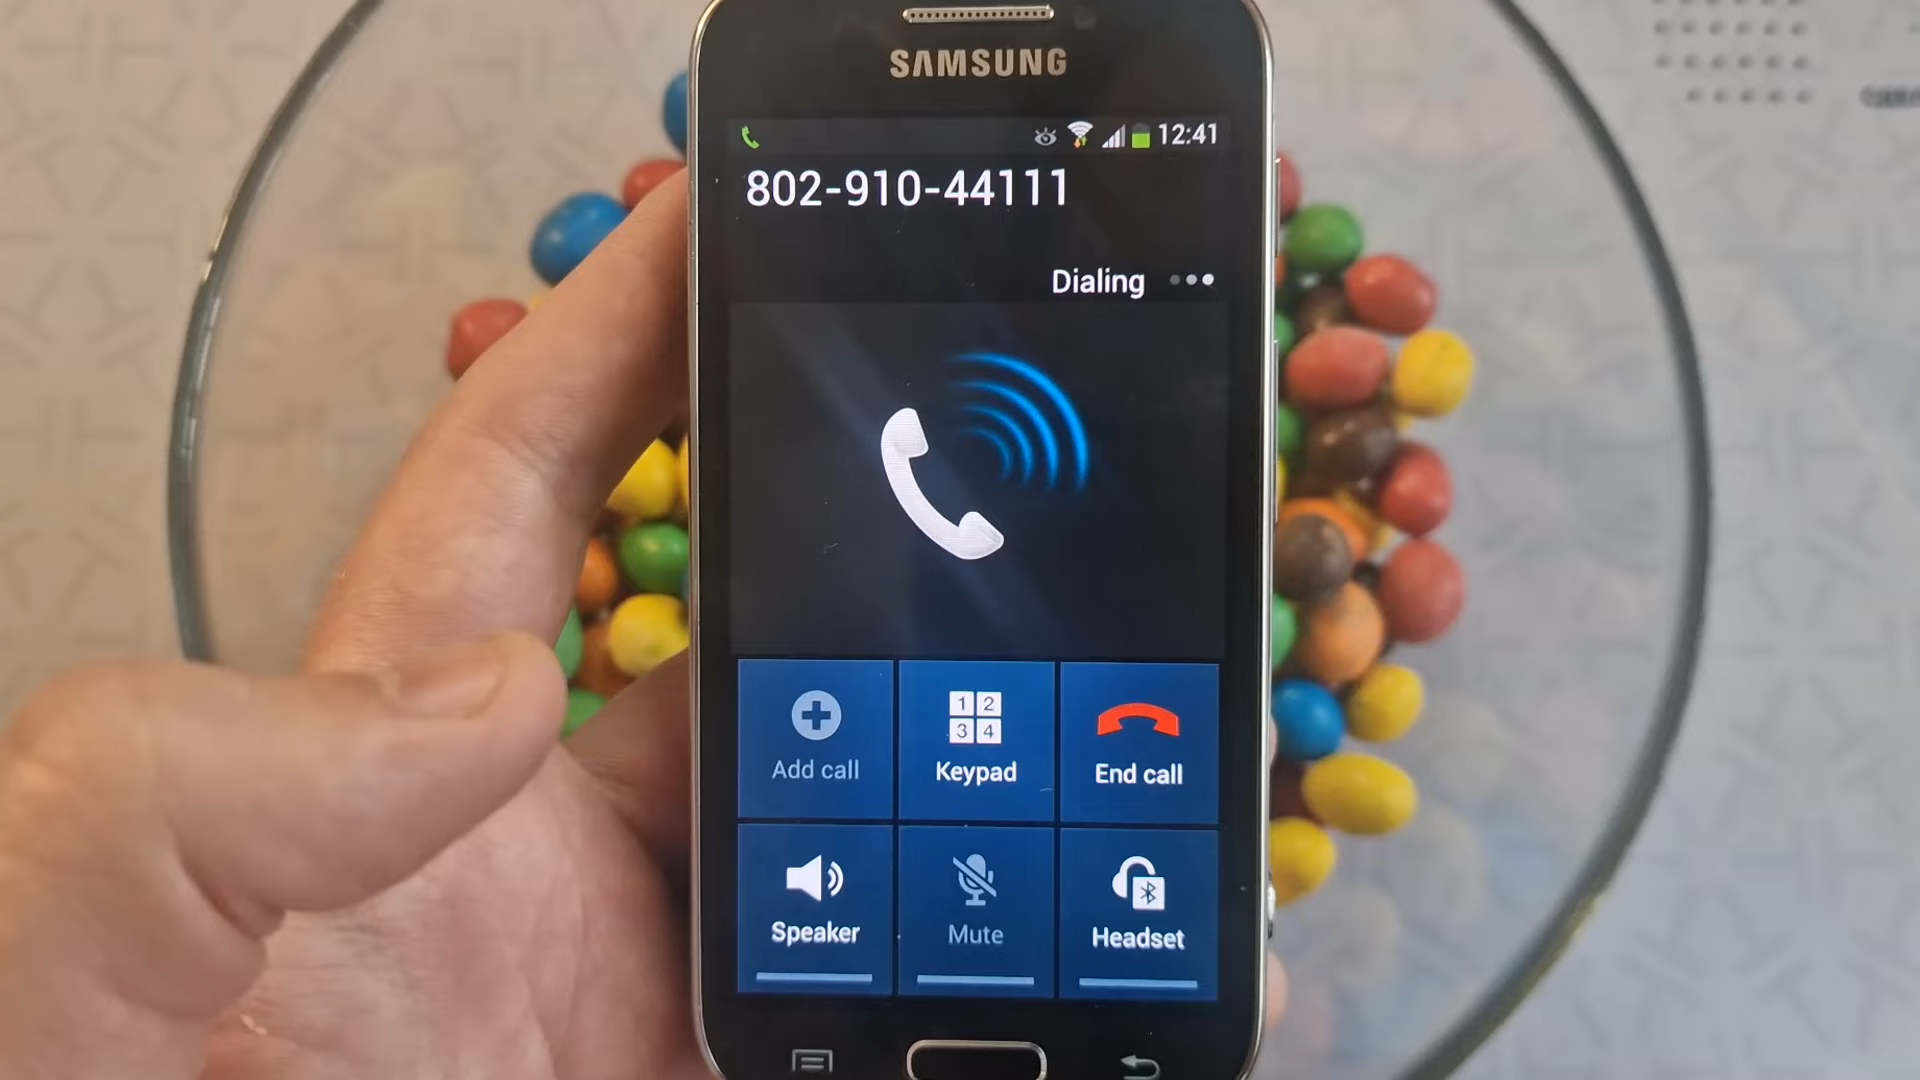 SAMSUNG
12:41
802-910-44111
Dialing
1 2
3 4
Add call Keypad End call
Speaker Mute Headset